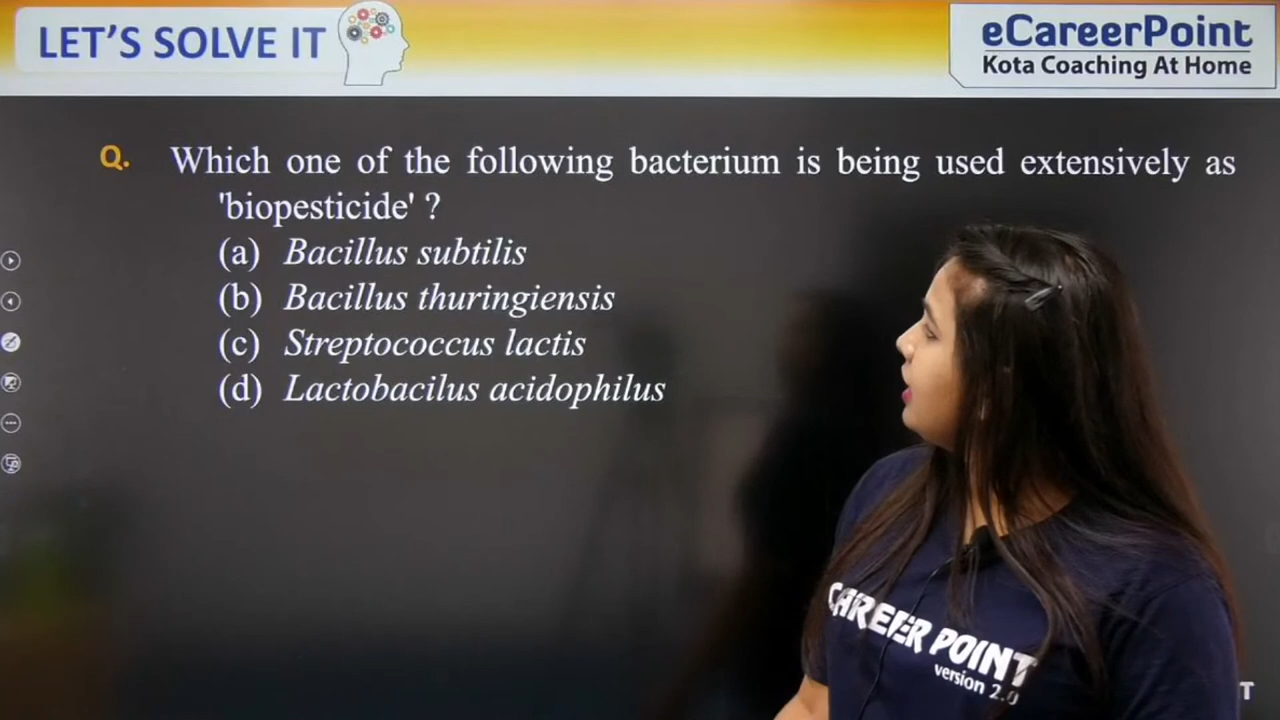 LET'S SOLVE IT
eCareerPoint
Kota Coaching At Home
Q. Which one of the following bacterium is being used extensively as
'biopesticide' ?
(a) Bacillus subtilis
(b) Bacillus thuringiensis
(c) Streptococcus lactis
(d) Lactobacilus acidophilus
CAREER POINT
version 2.0
T